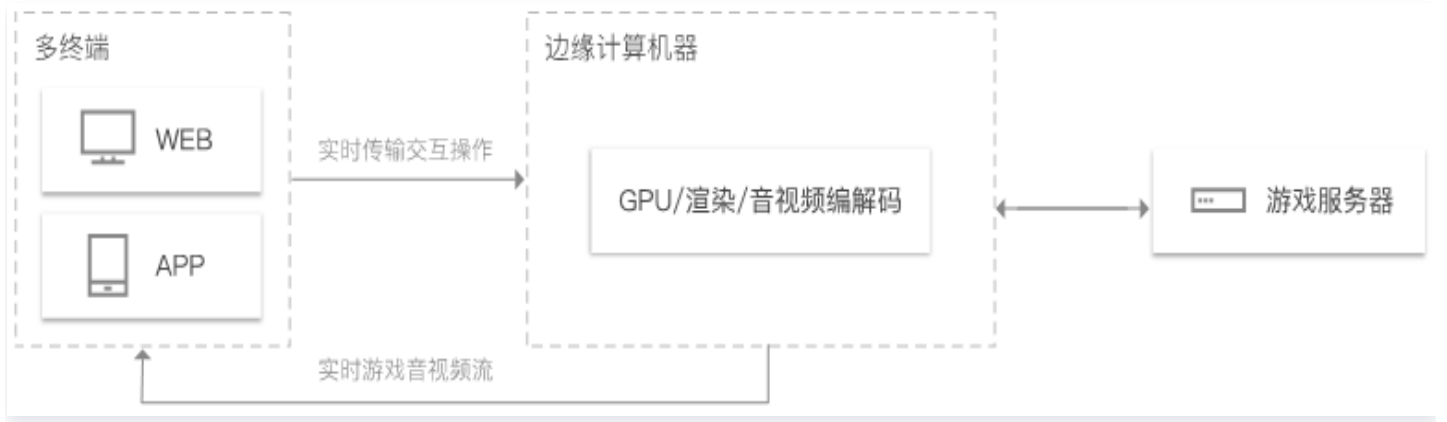 多终端
WEB
APP
实时传输交互操作
实时游戏音视频流
边缘计算机器
GPU/渲染/音视频编解码
游戏服务器